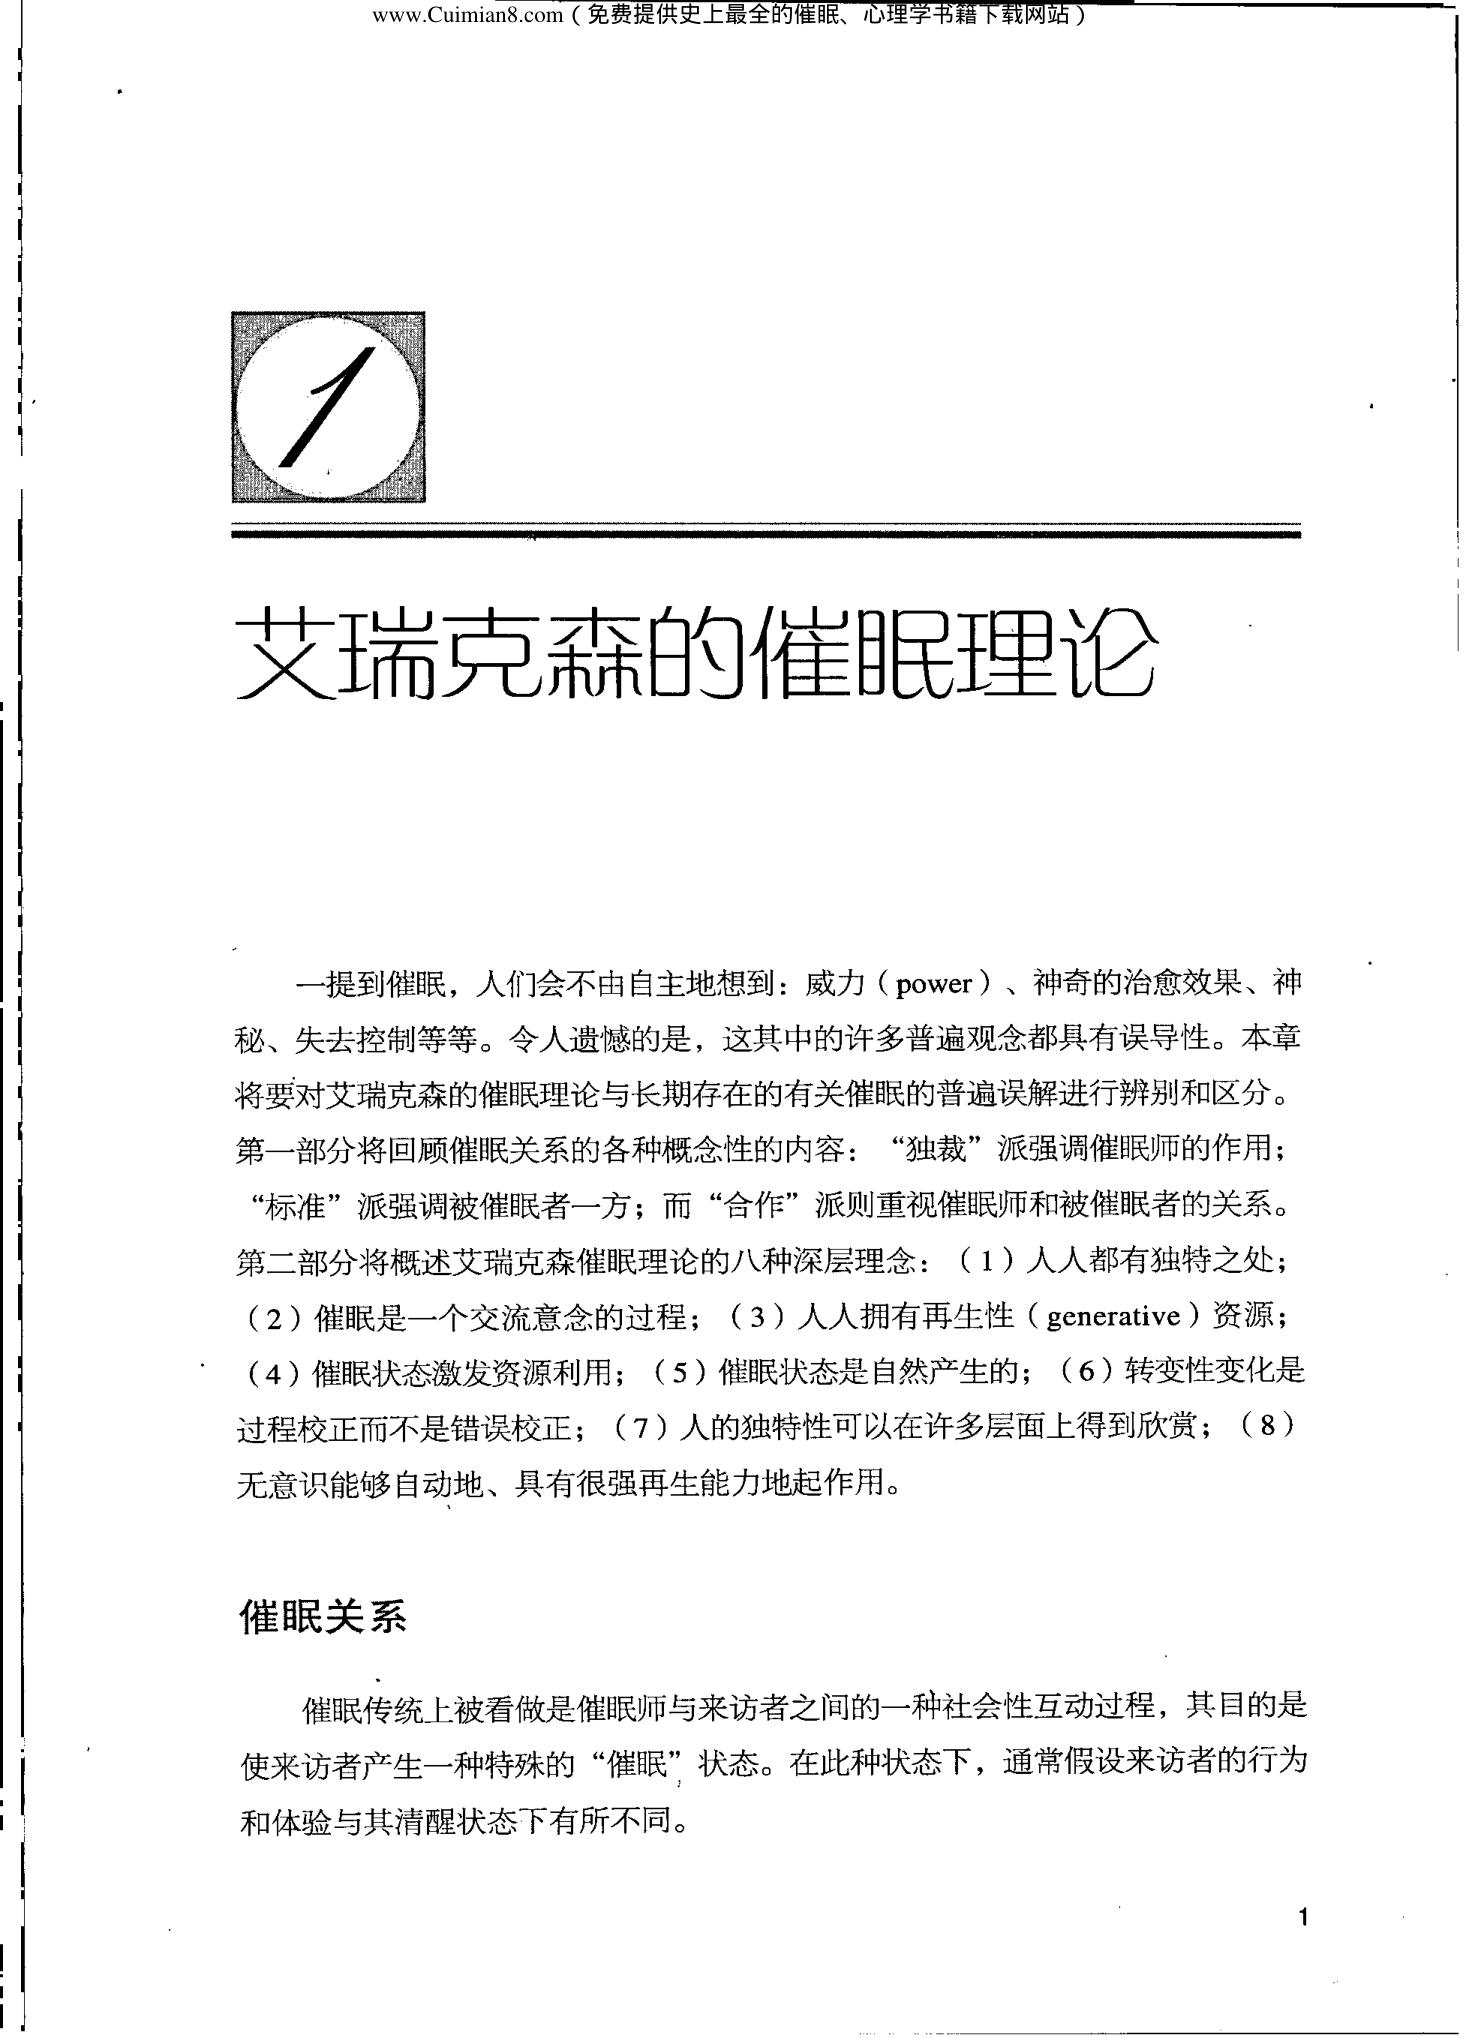 www.Cuimian8.com（免费提供史上最全的催眠、心理学书籍下载网站）
1
艾瑞克森的催眠理论
一提到催眠，人们会不由自主地想到：威力（power）、神奇的治愈效果、神
秘、失去控制等等。令人遗憾的是，这其中的许多普遍观念都具有误导性。本章
将要对艾瑞克森的催眠理论与长期存在的有关催眠的普遍误解进行辨别和区分。
第一部分将回顾催眠关系的各种概念性的内容：“独裁”派强调催眠师的作用；
“标准”派强调被催眠者一方；而“合作”派则重视催眠师和被催眠者的关系。
第二部分将概述艾瑞克森催眠理论的八种深层理念：（1）人人都有独特之处；
（2）催眠是一个交流意念的过程；（3）人人拥有再生性（generative）资源；
（4）催眠状态激发资源利用；（5）催眠状态是自然产生的；（6）转变性变化是
过程校正而不是错误校正；（7）人的独特性可以在许多层面上得到欣赏；（8）
无意识能够自动地、具有很强再生能力地起作用。
催眠关系
催眠传统上被看做是催眠师与来访者之间的一种社会性互动过程，其目的是
使来访者产生一种特殊的“催眠”状态。在此种状态下，通常假设来访者的行为
和体验与其清醒状态下有所不同。
1